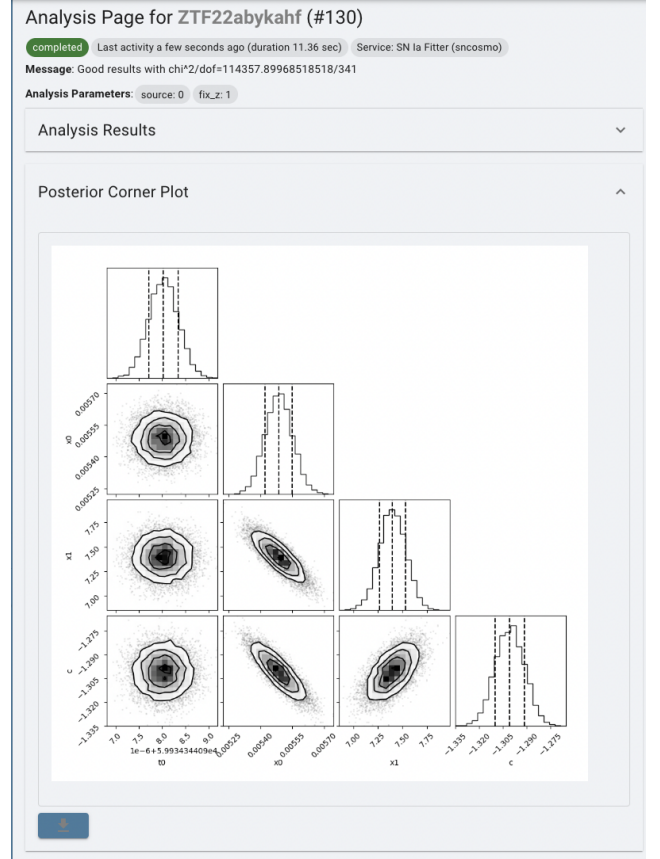 Analysis Page for ZTF22abykahf (#130)
completed Last activity a few seconds ago (duration 11.36 sec) Service: SN Ia Fitter (sncosmo)
Message: Good results with chi^2/dof=114357.89968518518/341
Analysis Parameters: source: 0 fix_z: 1
Analysis Results
Posterior Corner Plot
0.00570
0.00555
0.00540
0.00525
x0
7.75
7.50
7.25
7.00
x1
−1.275
−1.290
−1.305
−1.320
−1.335
c
7.0 7.5 8.0 8.5 9.0
1e−6+5.993434409e4
t0
0.00525 0.00540 0.00555 0.00570
x0
7.00 7.25 7.50 7.75
x1
−1.335 −1.320 −1.305 −1.290 −1.275
c